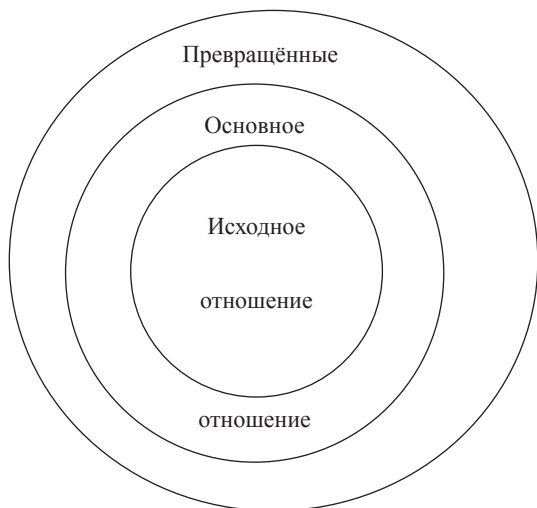 Превращённые
Основное
Исходное
отношение
отношение